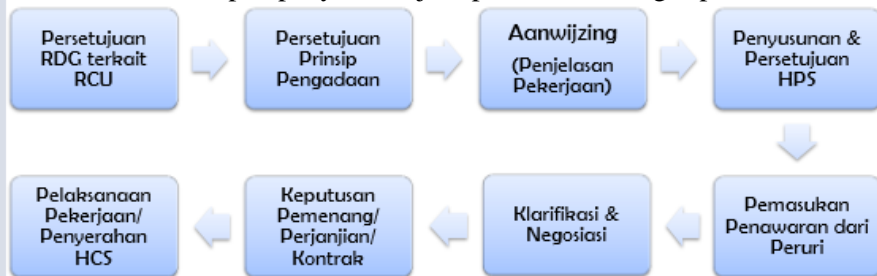 Persetujuan
RDG terkait
RCU
Persetujuan
Prinsip
Pengadaan
Aanwijzing
(Penjelasan
Pekerjaan)
Penyusunan &
Persetujuan
HPS
Pemasukan
Penawaran dari
Peruri
Klarifikasi &
Negosiasi
Keputusan
Pemenang/
Perjanjian/
Kontrak
Pelaksanaan
Pekerjaan/
Penyerahan
HCS